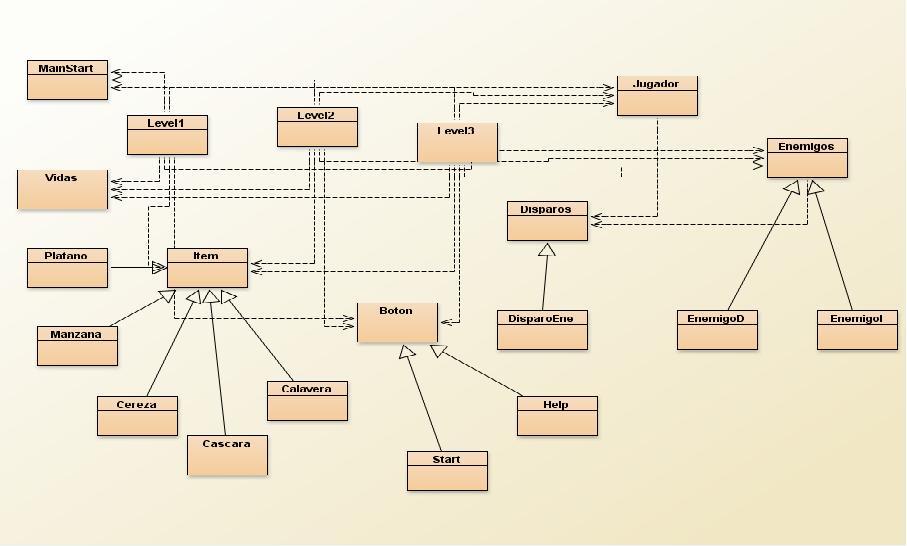 MainStart
Jugador
Level1
Level2
Level3
Enemigos
Vidas
Disparos
Platano
Item
Boton
DisparoEne
EnemigoD
EnemigoI
Manzana
Calavera
Cereza
Help
Cascara
Start